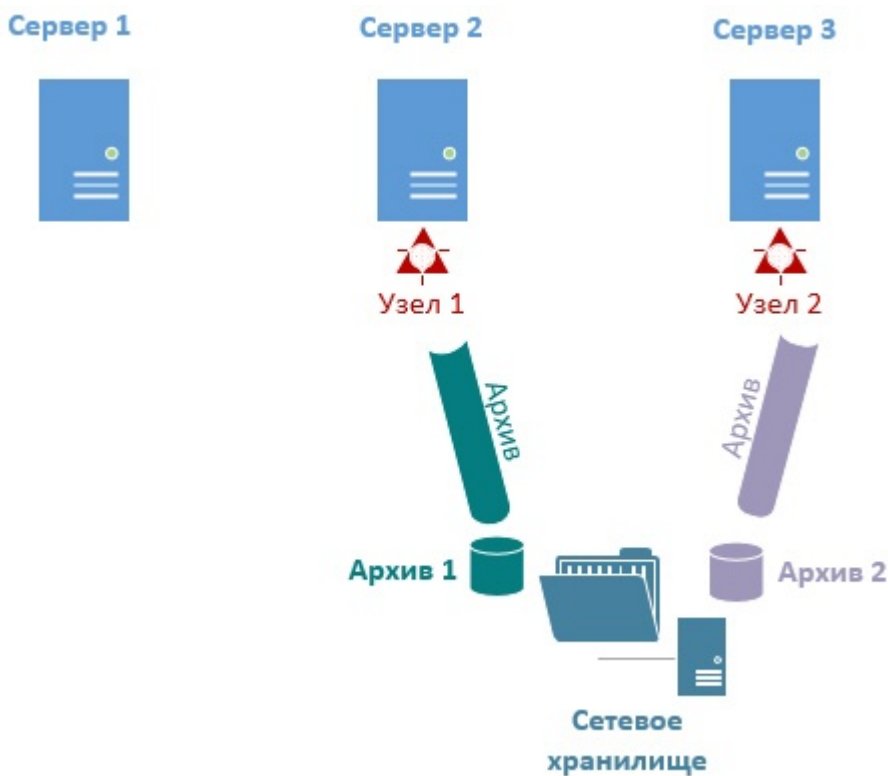 Сервер 1
Сервер 2
Сервер 3
Узел 1
Узел 2
Архив
Архив
Архив 1
Архив 2
Сетевое
хранилище